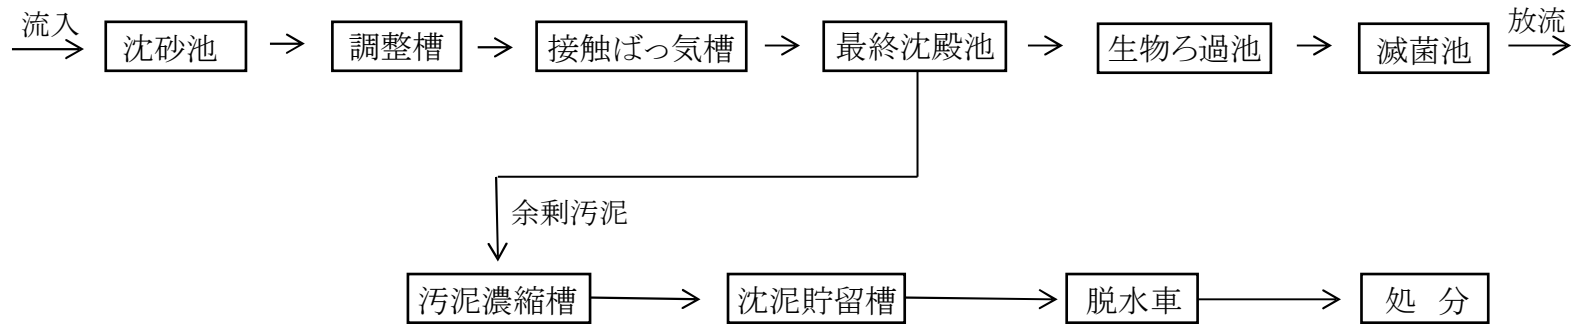 流入
沈砂池
調整槽
接触ばっ気槽
最終沈殿池
生物ろ過池
滅菌池
放流
余剰汚泥
汚泥濃縮槽
沈泥貯留槽
脱水車
処 分